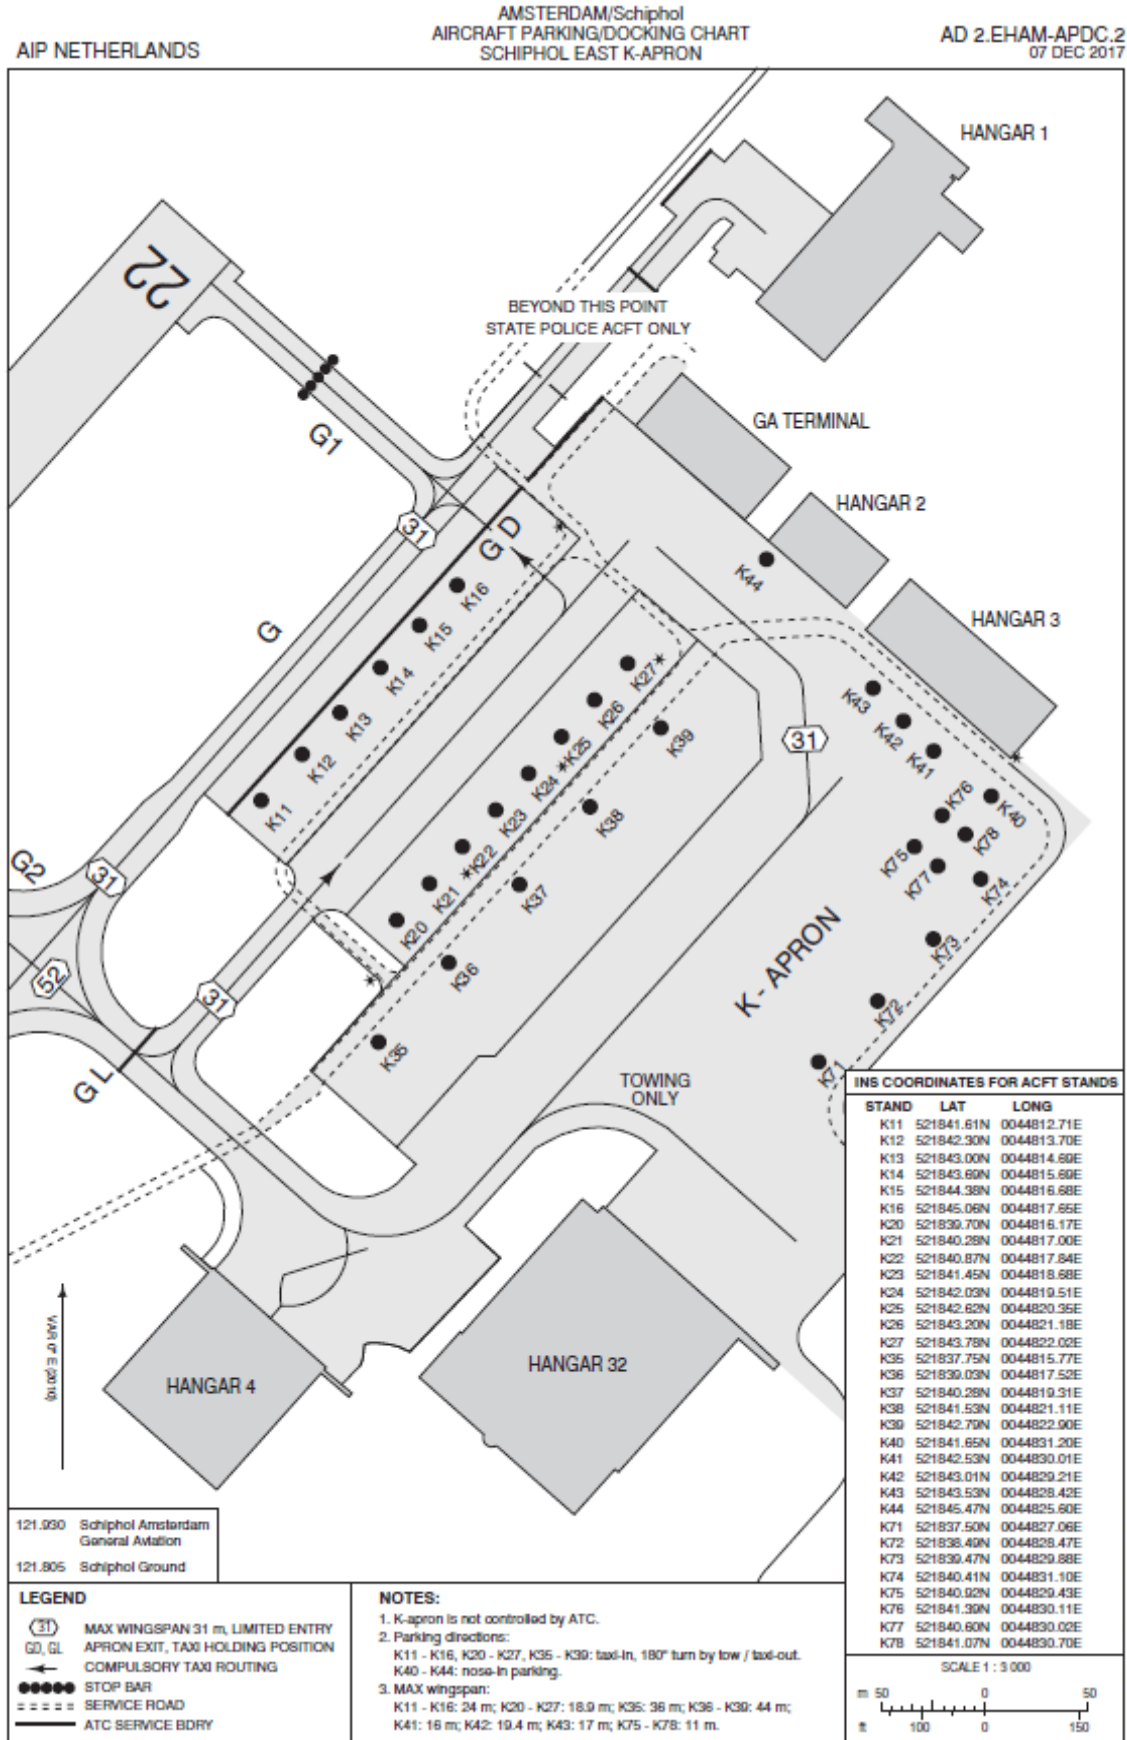 AIP NETHERLANDS
AMSTERDAM/Schiphol
AIRCRAFT PARKING/DOCKING CHART
SCHIPHOL EAST K-APRON
AD 2.EHAM-APDC.2
07 DEC 2017
HANGAR 1
22
BEYOND THIS POINT
STATE POLICE ACFT ONLY
G1
GA TERMINAL
HANGAR 2
31
GD
K44
K16
HANGAR 3
G
K15
K14
K27
K43
K13
K26
K42
K39
31
K12
K25
K41
K24
K76
K40
K11
K23
K38
K78
K75
G2
K22
K77
31
K21
K37
K74
K20
K-APRON
K73
52
K36
31
K72
K35
K71
GL
TOWING
ONLY
VAR 0° E (2010)
HANGAR 4
HANGAR 32
INS COORDINATES FOR ACFT STANDS
STAND LAT LONG
K11 521841.61N 0044812.71E
K12 521842.30N 0044813.70E
K13 521843.00N 0044814.69E
K14 521843.69N 0044815.69E
K15 521844.38N 0044816.68E
K16 521845.06N 0044817.65E
K20 521839.70N 0044816.17E
K21 521840.28N 0044817.00E
K22 521840.87N 0044817.84E
K23 521841.45N 0044818.68E
K24 521842.03N 0044819.51E
K25 521842.62N 0044820.35E
K26 521843.20N 0044821.18E
K27 521843.78N 0044822.02E
K35 521837.75N 0044815.77E
K36 521839.03N 0044817.52E
K37 521840.28N 0044819.31E
K38 521841.53N 0044821.11E
K39 521842.79N 0044822.90E
K40 521841.65N 0044831.20E
K41 521842.53N 0044830.01E
K42 521843.01N 0044829.21E
K43 521843.53N 0044828.42E
K44 521845.47N 0044825.60E
K71 521837.50N 0044827.06E
K72 521838.49N 0044828.47E
K73 521839.47N 0044829.88E
K74 521840.41N 0044831.10E
K75 521840.92N 0044829.43E
K76 521841.39N 0044830.11E
K77 521840.60N 0044830.02E
K78 521841.07N 0044830.70E
SCALE 1 : 3 000
m 50 0 50
ft 100 0 150
121.930 Schiphol Amsterdam
General Aviation
121.805 Schiphol Ground
LEGEND
31 MAX WINGSPAN 31 m, LIMITED ENTRY
GD, GL APRON EXIT, TAXI HOLDING POSITION
COMPULSORY TAXI ROUTING
STOP BAR
SERVICE ROAD
ATC SERVICE BDRY
NOTES:
1. K-apron is not controlled by ATC.
2. Parking directions:
K11 - K16, K20 - K27, K35 - K39: taxi-in, 180° turn by tow / taxi-out.
K40 - K44: nose-in parking.
3. MAX wingspan:
K11 - K16: 24 m; K20 - K27: 18.9 m; K35: 36 m; K36 - K39: 44 m;
K41: 16 m; K42: 19.4 m; K43: 17 m; K75 - K78: 11 m.